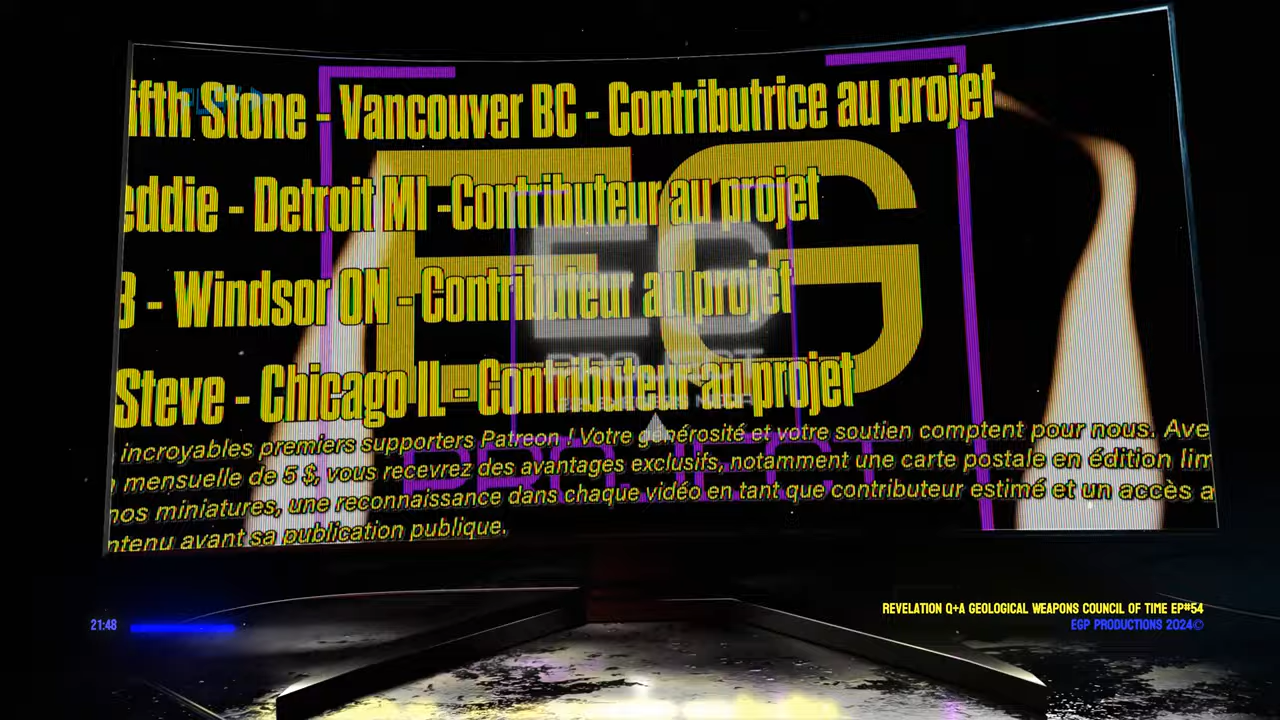 ifth Stone - Vancouver BC - Contributrice au projet
eddie - Detroit MI -Contributeur au projet
B - Windsor ON - Contributeur au projet
Steve - Chicago IL - Contributeur au projet
incroyables premiers supporters Patreon ! Votre générosité et votre soutien comptent pour nous. Ave
mensuelle de 5 $, vous recevrez des avantages exclusifs, notamment une carte postale en édition lim
nos miniatures, une reconnaissance dans chaque vidéo en tant que contributeur estimé et un accès a
ntenu avant sa publication publique.
EG
PROJECT
EG
PROJECT
21:48
REVELATION Q+A GEOLOGICAL WEAPONS COUNCIL OF TIME EP#54
EGP PRODUCTIONS 2024©